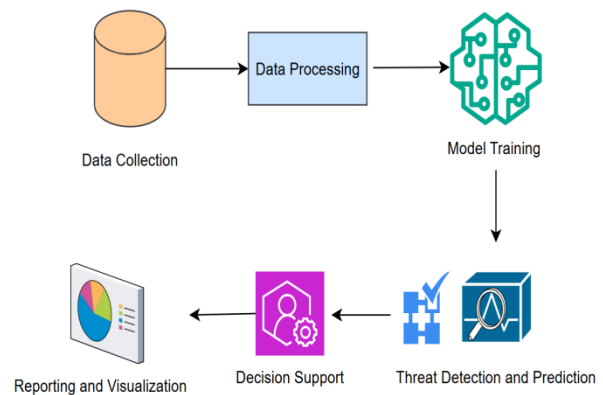 Data Processing
Data Collection
Model Training
Reporting and Visualization
Decision Support
Threat Detection and Prediction